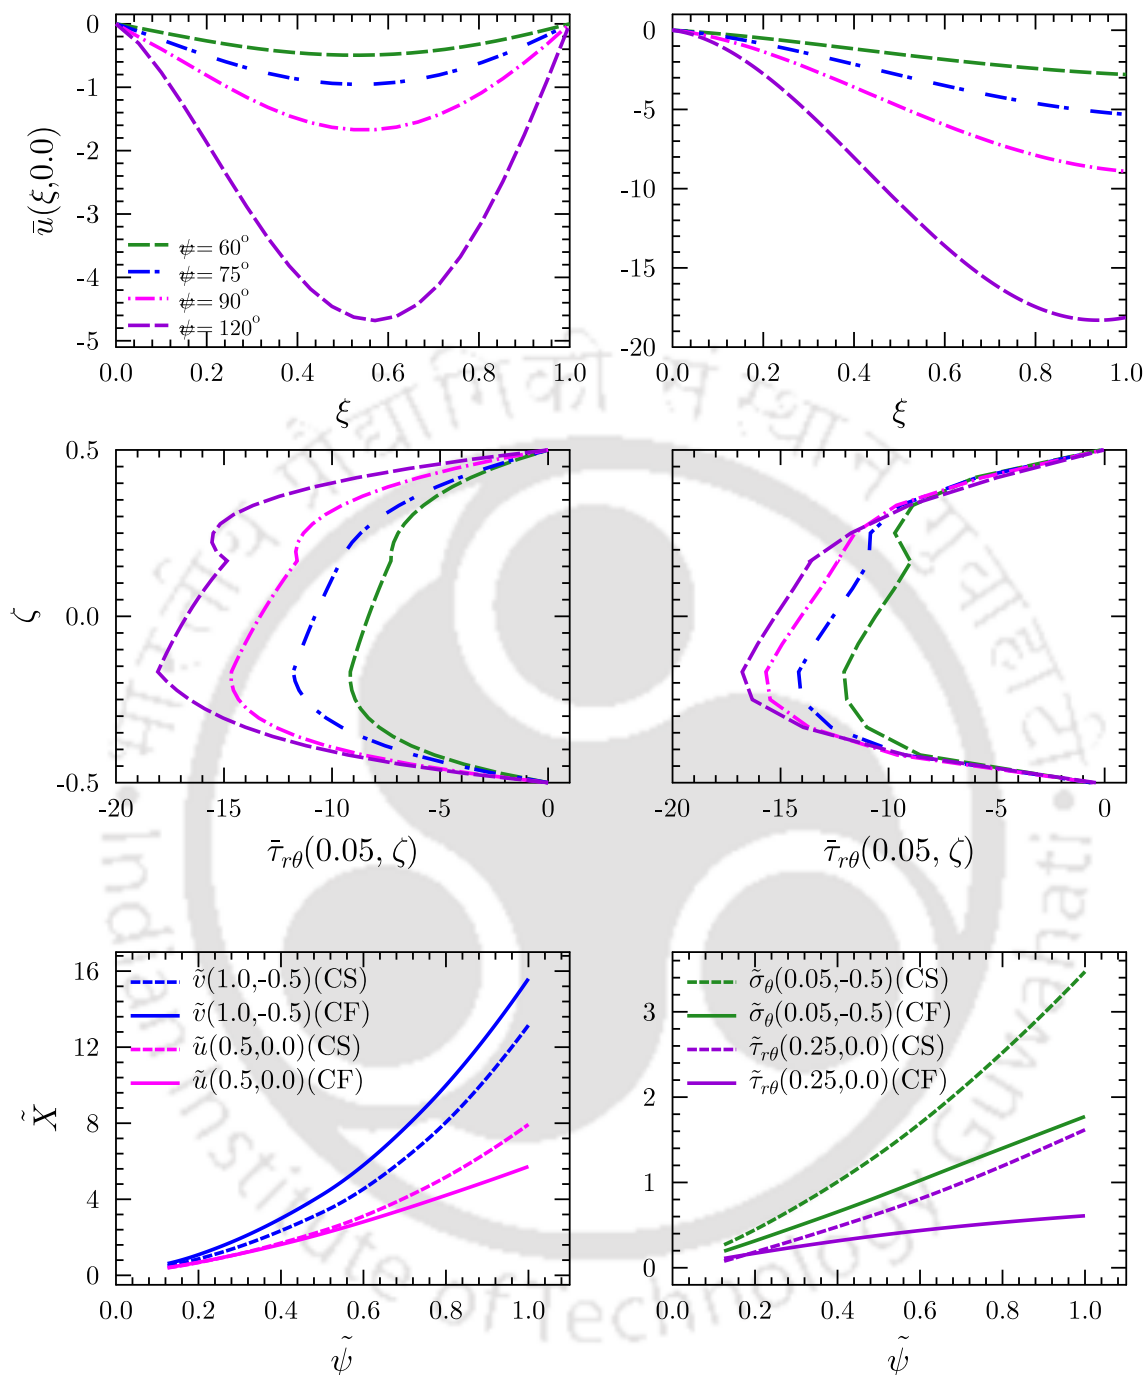 0 -1 -2 -3 -4 -5
ū(ξ,0.0)
ψ= 60°
ψ= 75°
ψ= 90°
ψ= 120°
0.0 0.2 0.4 0.6 0.8 1.0
ξ
0 -5 -10 -15 -20
0.0 0.2 0.4 0.6 0.8 1.0
ξ
0.5 0.0 -0.5
ζ
-20 -15 -10 -5 0
τ̄rθ(0.05, ζ)
-20 -15 -10 -5 0
τ̄rθ(0.05, ζ)
16 12 8 4 0
X̃
ṽ(1.0,-0.5)(CS)
ṽ(1.0,-0.5)(CF)
ũ(0.5,0.0)(CS)
ũ(0.5,0.0)(CF)
0.0 0.2 0.4 0.6 0.8 1.0
ψ̃
3 2 1 0
σ̃θ(0.05,-0.5)(CS)
σ̃θ(0.05,-0.5)(CF)
τ̃rθ(0.25,0.0)(CS)
τ̃rθ(0.25,0.0)(CF)
0.0 0.2 0.4 0.6 0.8 1.0
ψ̃
Indian Institute of Technology Guwahati